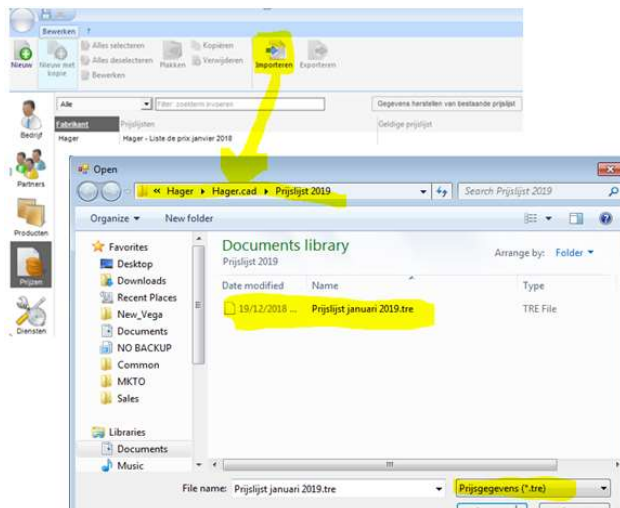 Bewerken ?
Nieuw
Nieuw met kopie
Alles selecteren
Alles deselecteren
Bewerken
Plakken
Kopiëren
Verwijderen
Importeren
Exporteren
Alle
Filter: zoekterm invoeren
Gegevens herstellen van bestaande prijslijst
Fabrikant Prijslijsten Geldige prijslijst
Hager Hager - Liste de prix janvier 2018
Bedrijf
Partners
Producten
Prijzen
Diensten
Open
« Hager Hager.cad Prijslijst 2019
Search Prijslijst 2019
Organize New folder
Favorites
Desktop
Downloads
Recent Places
New_Vega
Documents
NO BACKUP
Common
MKTO
Sales
Libraries
Documents
Music
Documents library
Prijslijst 2019
Arrange by: Folder
Date modified Name Type
19/12/2018 ... Prijslijst januari 2019.tre TRE File
File name: Prijslijst januari 2019.tre
Prijsgegevens (*.tre)